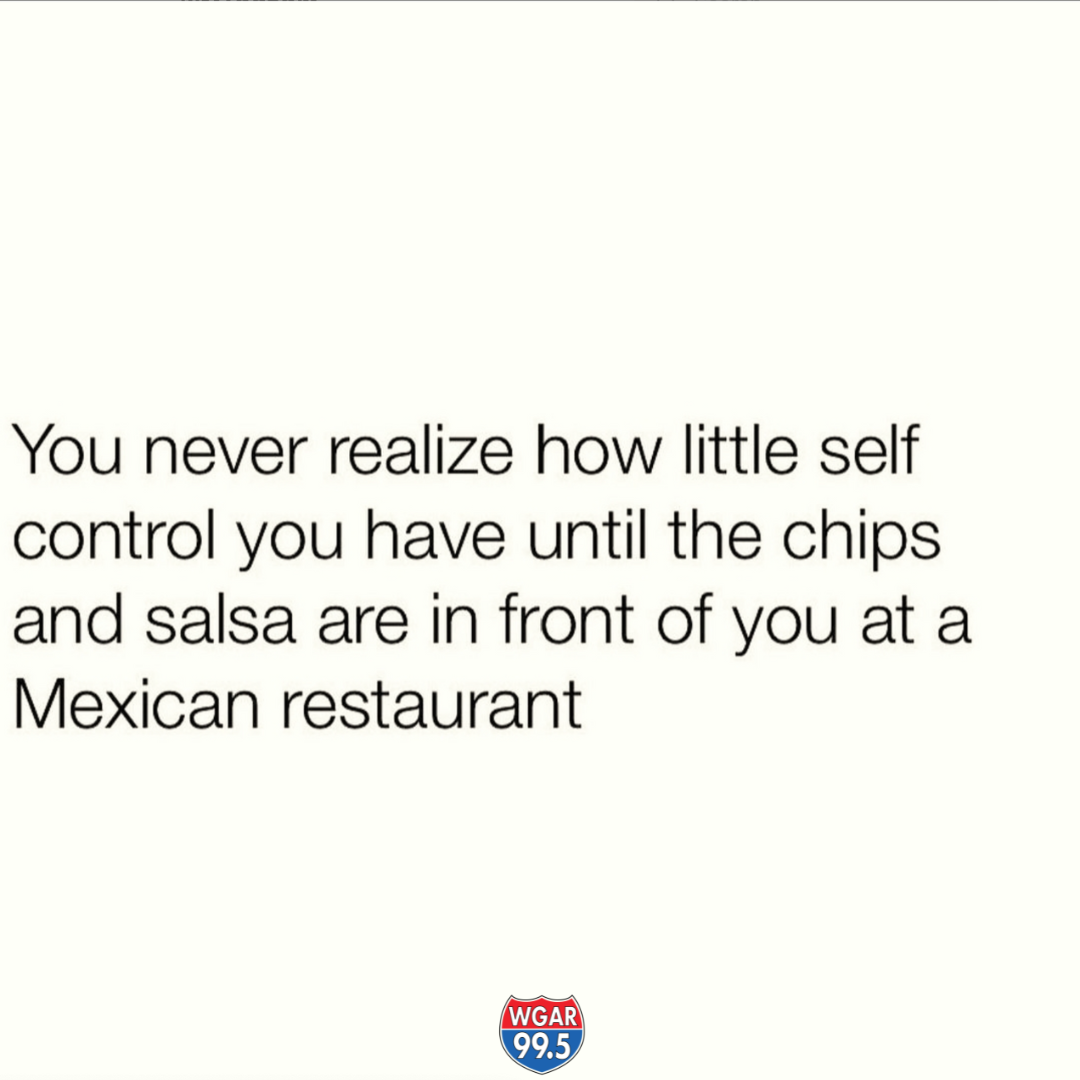 You never realize how little self
control you have until the chips
and salsa are in front of you at a
Mexican restaurant
WGAR
99.5